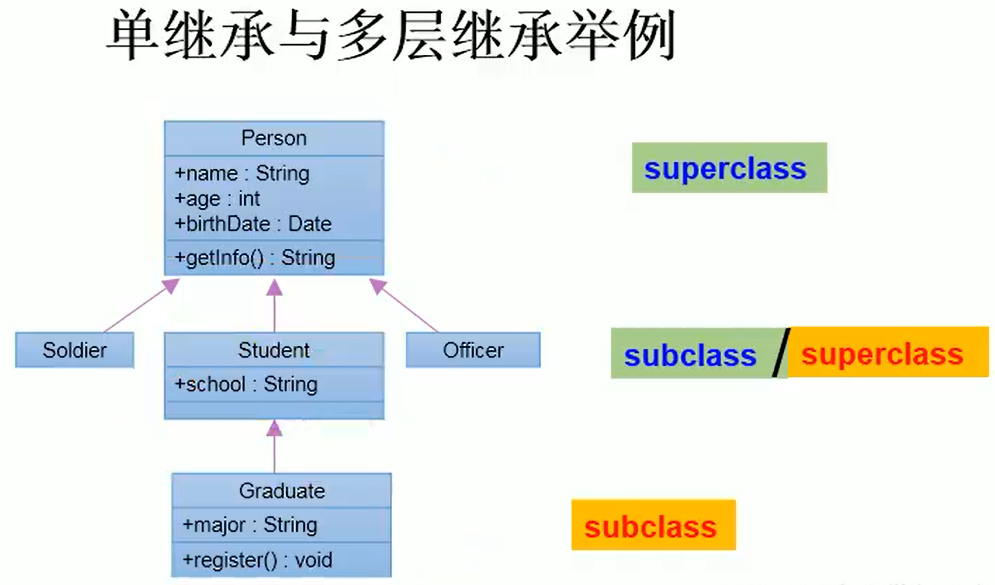 单继承与多层继承举例
Person
+name : String
+age : int
+birthDate : Date
+getInfo() : String
superclass
Soldier
Student
+school : String
Officer
subclass / superclass
Graduate
+major : String
+register() : void
subclass